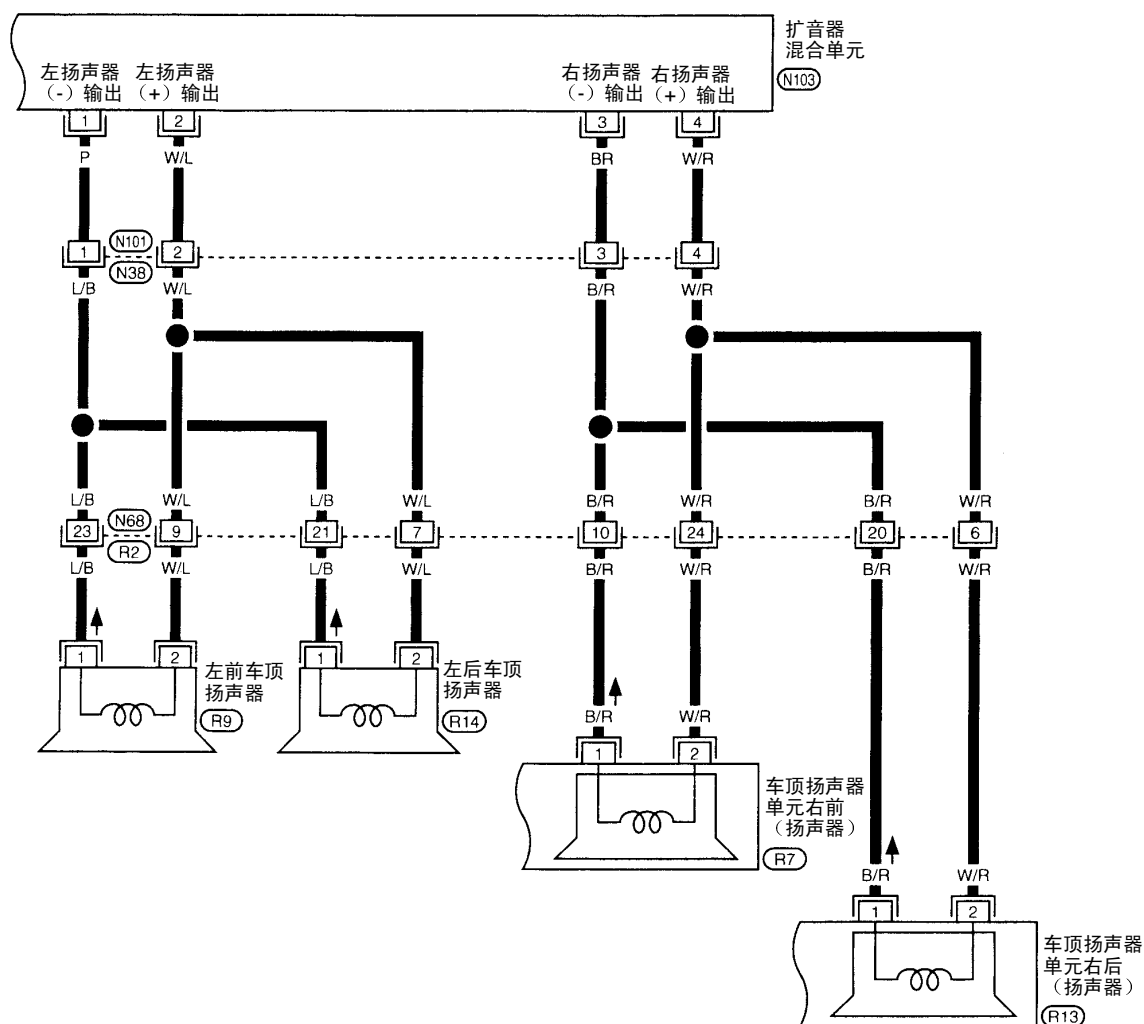 扩音器
混合单元
N103
左扬声器 左扬声器 右扬声器 右扬声器
（-）输出 （+）输出 （-）输出 （+）输出
1 2 3 4
P W/L BR W/R
N101
1 2 3 4
N38
L/B W/L B/R W/R
L/B W/L L/B W/L B/R W/R B/R W/R
N68
23 9 21 7 10 24 20 6
R2
L/B W/L L/B W/L B/R W/R B/R W/R
1 2 1 2
左前车顶
扬声器
R9
左后车顶
扬声器
R14
B/R W/R
1 2
车顶扬声器
单元右前
（扬声器）
R7
B/R W/R
1 2
车顶扬声器
单元右后
（扬声器）
R13